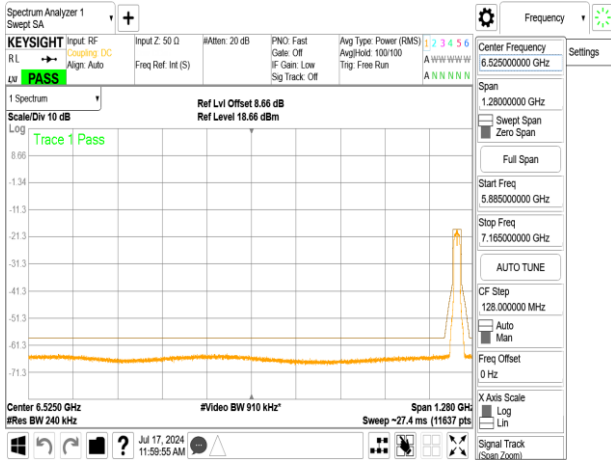 Spectrum Analyzer 1
Swept SA
+
Frequency
KEYSIGHT
RL
LXI
PASS
Input: RF
Coupling: DC
Align: Auto
Input Z: 50 Ω
Freq Ref: Int (S)
#Atten: 20 dB
PNO: Fast
Gate: Off
IF Gain: Low
Sig Track: Off
Avg Type: Power (RMS)
Avg|Hold: 100/100
Trig: Free Run
1 2 3 4 5 6
A W W W W W
A N N N N N
Center Frequency
6.525000000 GHz
Settings
Span
1.28000000 GHz
Swept Span
Zero Span
Full Span
Start Freq
5.885000000 GHz
Stop Freq
7.165000000 GHz
AUTO TUNE
CF Step
128.000000 MHz
Auto
Man
Freq Offset
0 Hz
X Axis Scale
Log
Lin
Signal Track
(Span Zoom)
1 Spectrum
Scale/Div 10 dB
Ref Lvl Offset 8.66 dB
Ref Level 18.66 dBm
Log
Trace 1 Pass
8.66
-1.34
-11.3
-21.3
-31.3
-41.3
-51.3
-61.3
-71.3
Center 6.5250 GHz
#Res BW 240 kHz
#Video BW 910 kHz*
Span 1.280 GHz
Sweep ~27.4 ms (11637 pts
?
Jul 17, 2024
11:59:55 AM